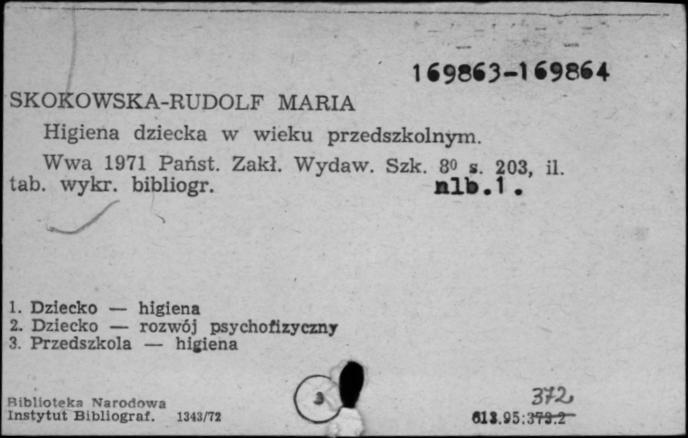 169863-169864
SKOKOWSKA-RUDOLF MARIA
Higiena dziecka w wieku przedszkolnym.
Wwa 1971 Państ. Zakł. Wydaw. Szk. 8⁰ s. 203, il.
tab. wykr. bibliogr. nlb.1.
1. Dziecko — higiena
2. Dziecko — rozwój psychofizyczny
3. Przedszkola — higiena
3
372
Biblioteka Narodowa
Instytut Bibliograf. 1343/72
613.95:373.2